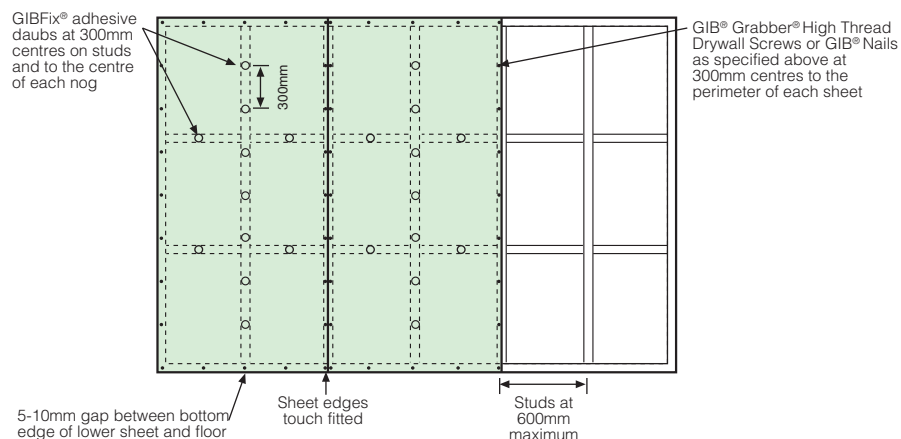 GIBFix® adhesive
daubs at 300mm
centres on studs
and to the centre
of each nog
300mm
GIB® Grabber® High Thread
Drywall Screws or GIB® Nails
as specified above at
300mm centres to the
perimeter of each sheet
5-10mm gap between bottom
edge of lower sheet and floor
Sheet edges
touch fitted
Studs at
600mm
maximum